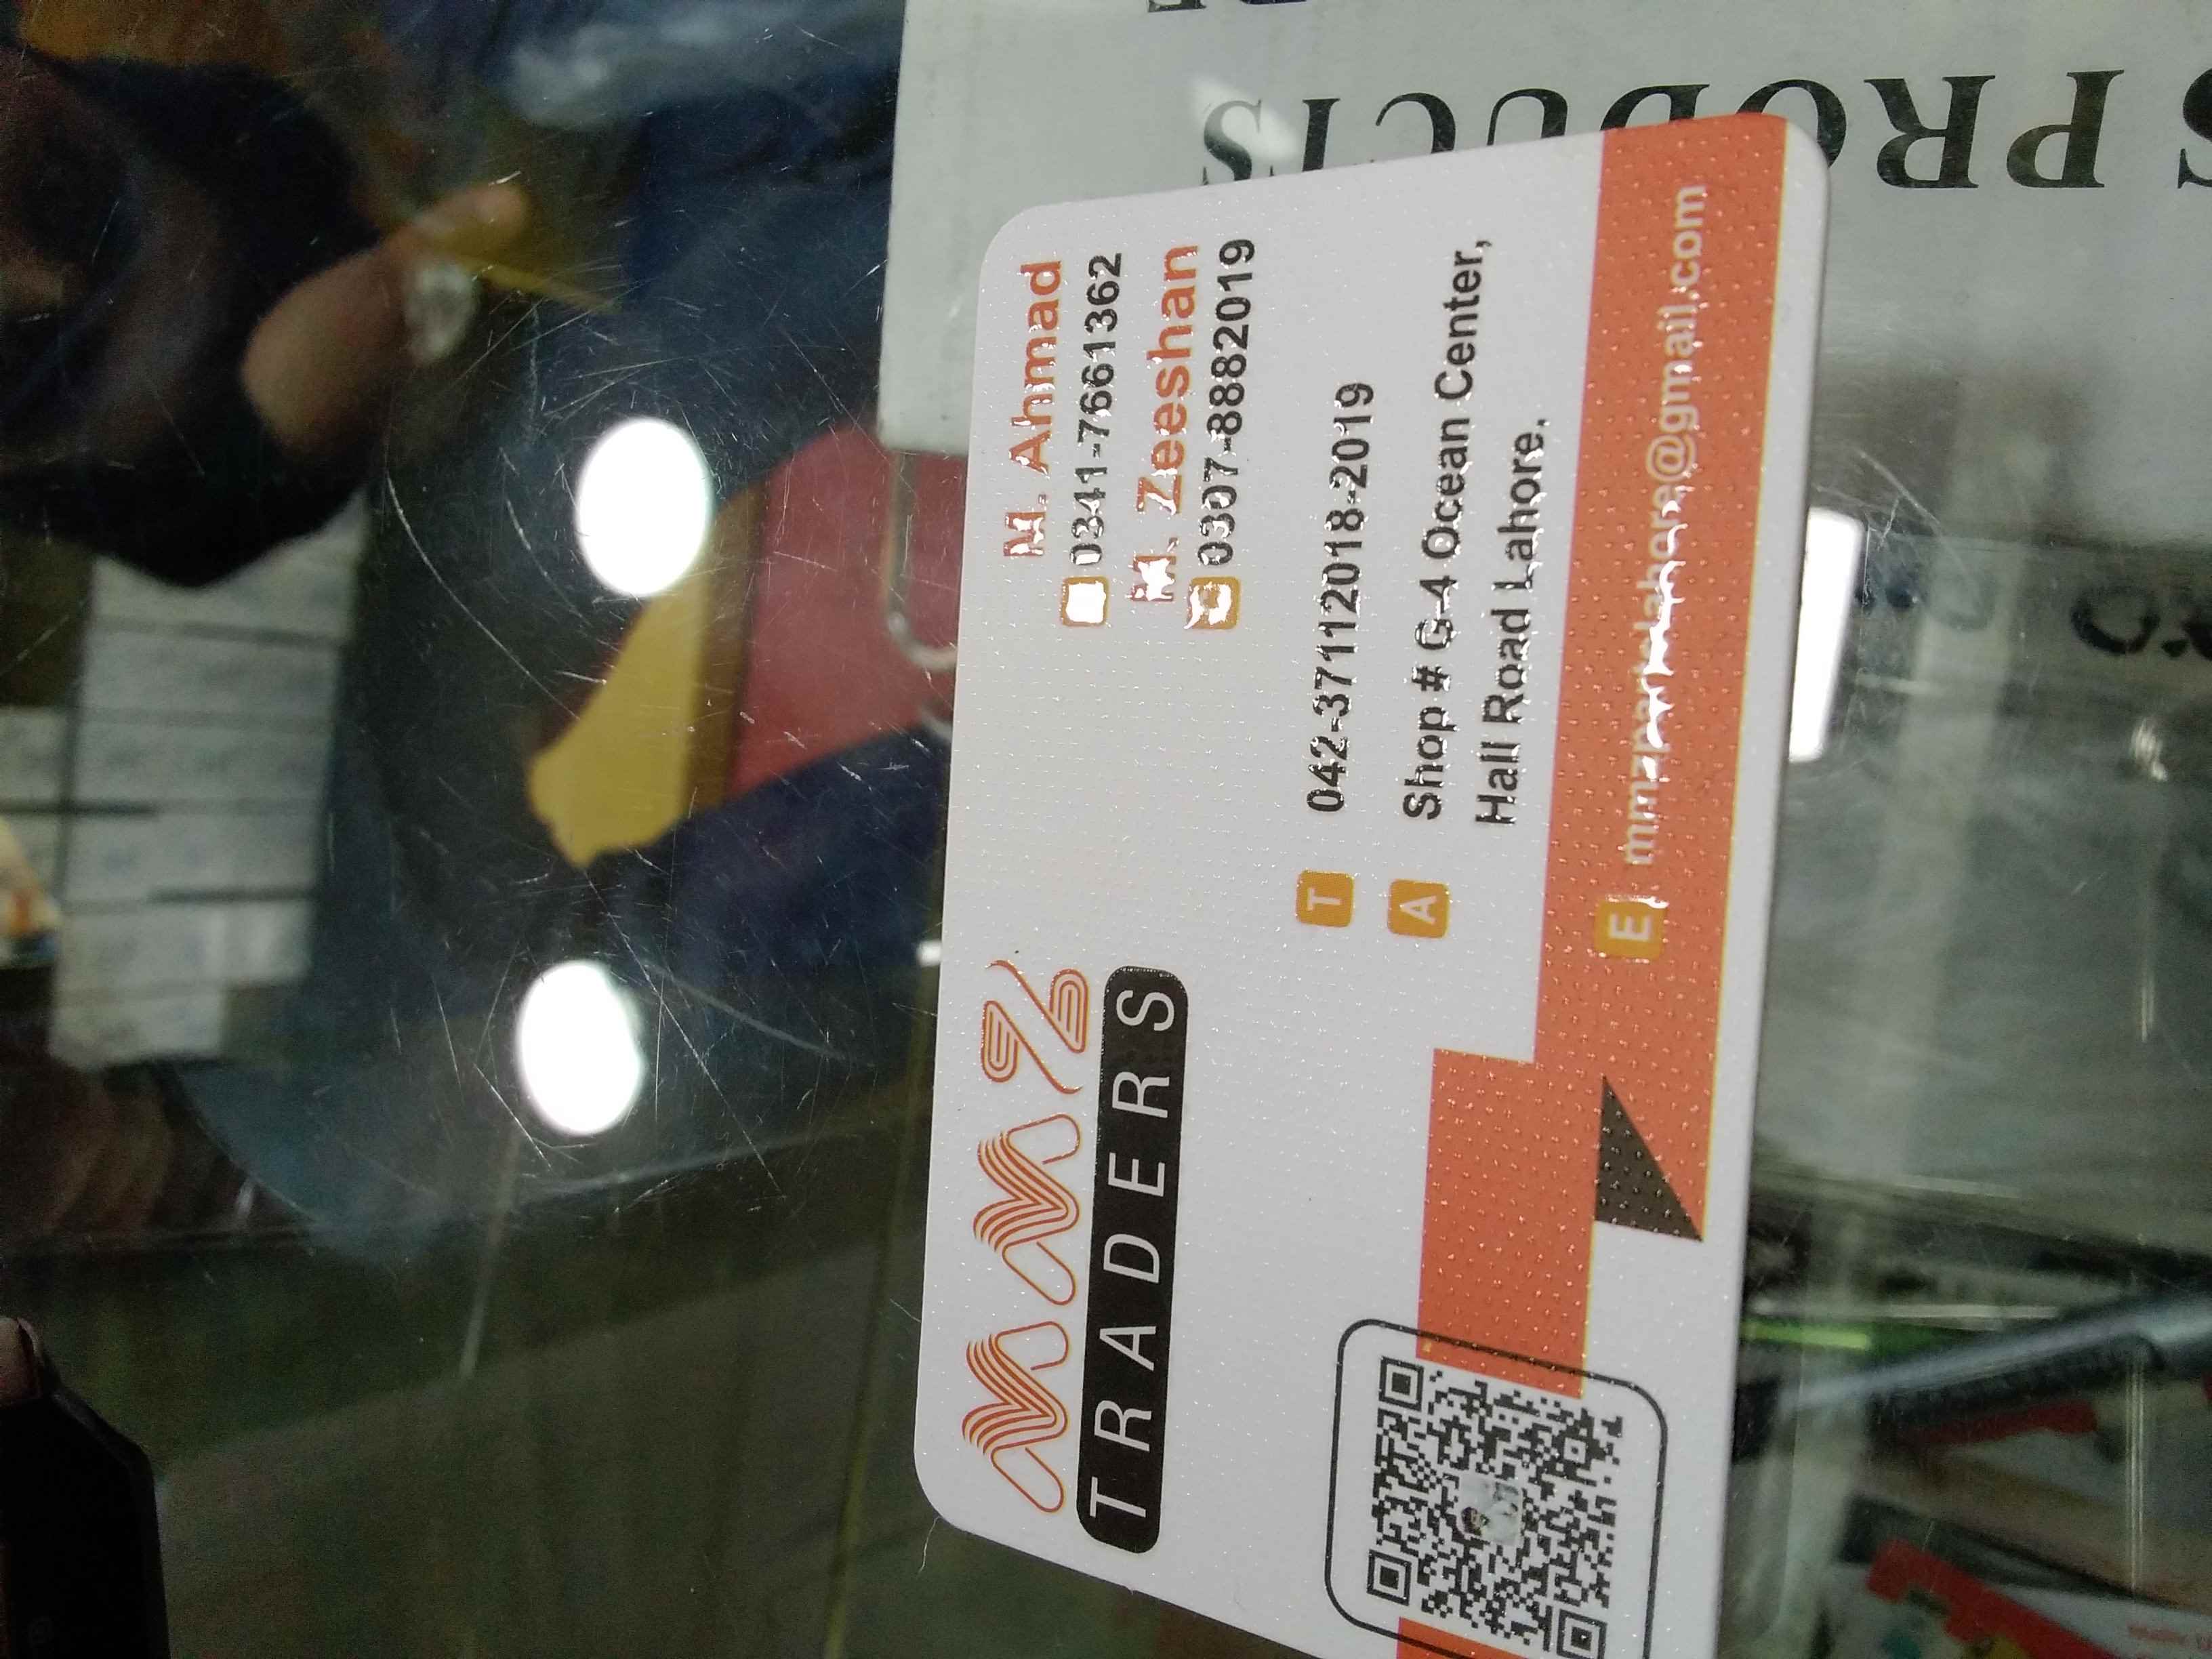 MMZ
TRADERS
M. Ahmad
0341-7661362
M. Zeeshan
0307-8882019
T 042-37112018-2019
A Shop # G-4 Ocean Center,
Hall Road Lahore.
E mmzpartslahore@gmail.com
S PRODUCTS